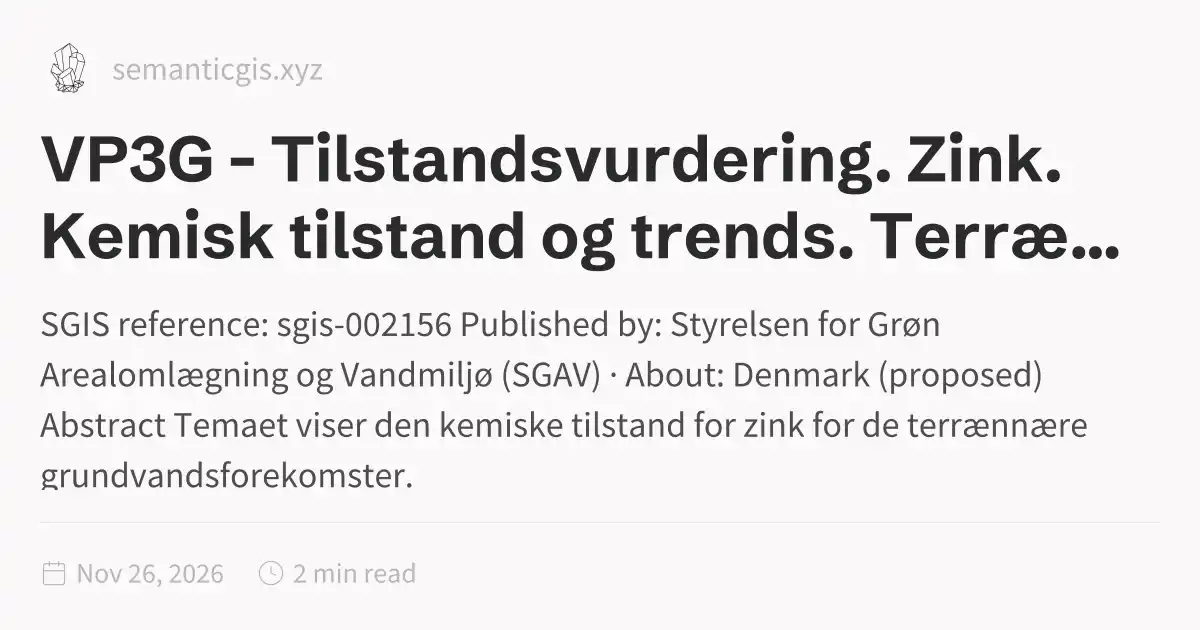 semanticgis.xyz
VP3G - Tilstandsvurdering. Zink.
Kemisk tilstand og trends. Terræ...
SGIS reference: sgis-002156 Published by: Styrelsen for Grøn
Arealomlægning og Vandmiljø (SGAV) · About: Denmark (proposed)
Abstract Temaet viser den kemiske tilstand for zink for de terrænnære
grundvandsforekomster.
Nov 26, 2026
2 min read